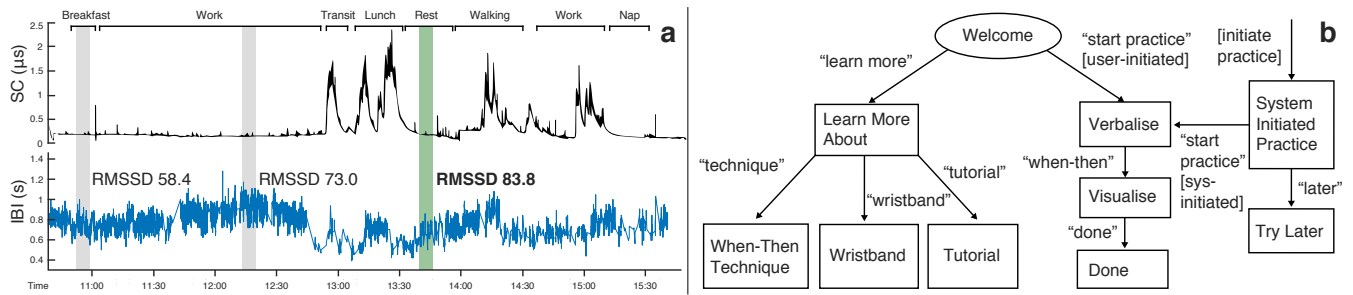 Breakfast Work Transit Lunch Rest Walking Work Nap
a
2.5
2
1.5
1
0.5
0
SC (µs)
1.4
1.2
1
0.8
0.6
0.4
IBI (s)
RMSSD 58.4 RMSSD 73.0 RMSSD 83.8
Time 11:00 11:30 12:00 12:30 13:00 13:30 14:00 14:30 15:00 15:30
b
Welcome
“learn more”
“start practice”
[user-initiated]
[initiate
practice]
Learn More
About
Verbalise
System
Initiated
Practice
“start
practice”
[sys-
initiated]
“technique”
“wristband”
“tutorial”
“when-then”
“later”
Visualise
When-Then
Technique
Wristband
Tutorial
“done”
Done
Try Later